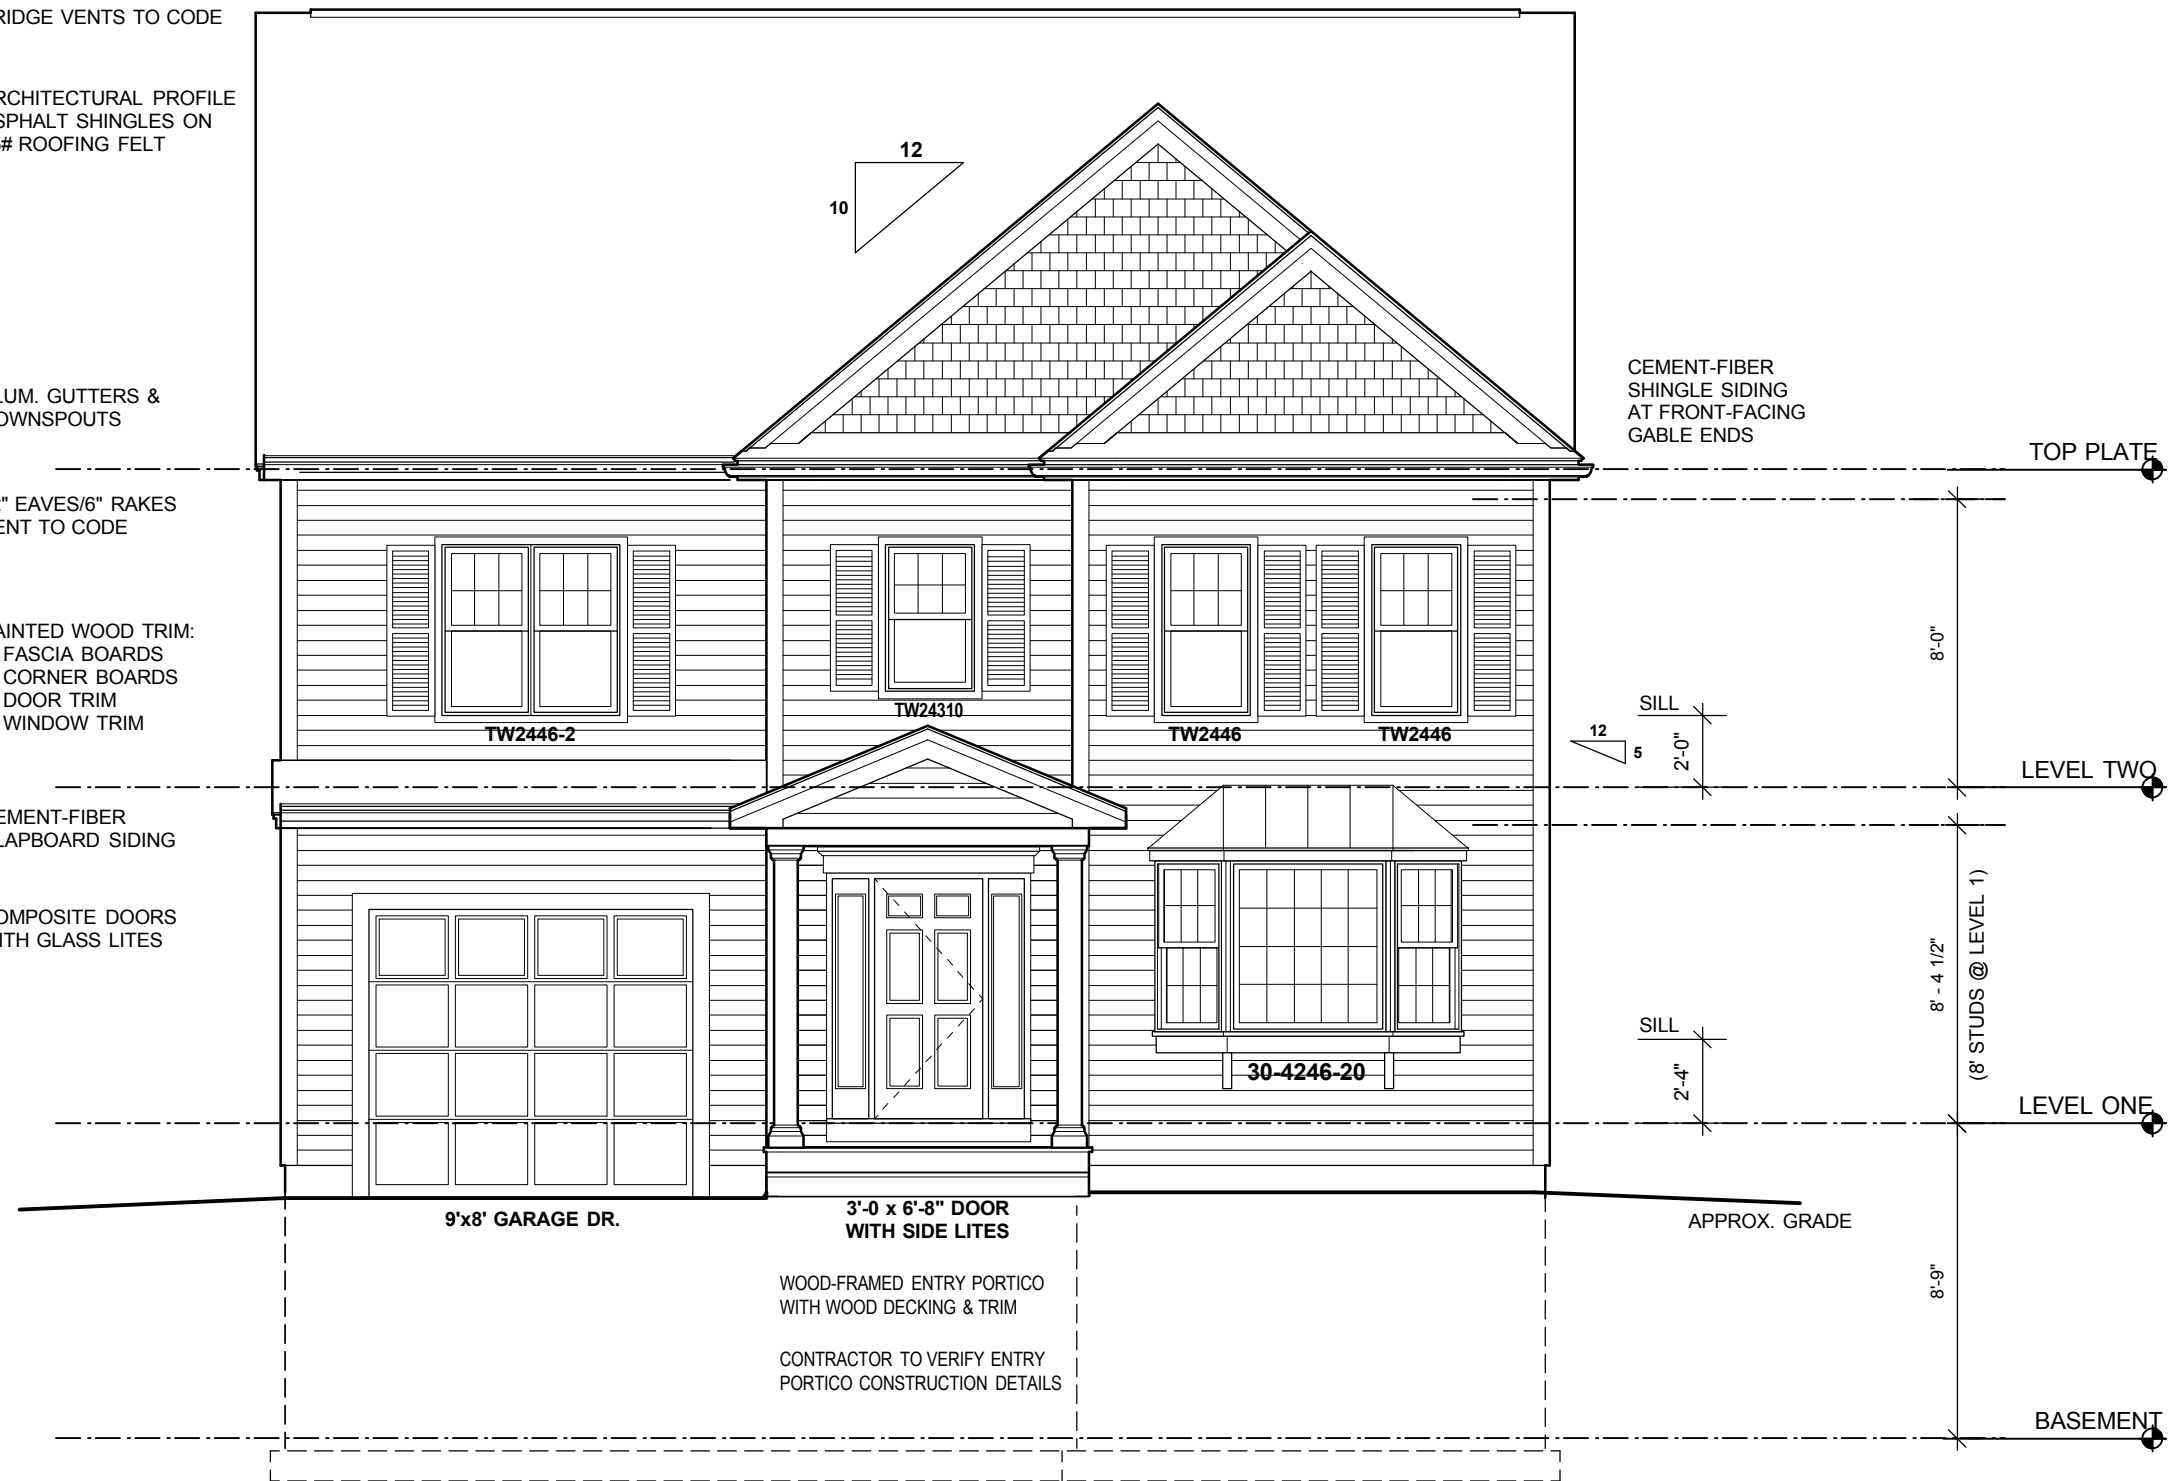 RIDGE VENTS TO CODE
RCHITECTURAL PROFILE
SPHALT SHINGLES ON
# ROOFING FELT
12
10
LUM. GUTTERS &
OWNSPOUTS
CEMENT-FIBER
SHINGLE SIDING
AT FRONT-FACING
GABLE ENDS
TOP PLATE
2" EAVES/6" RAKES
ENT TO CODE
AINTED WOOD TRIM:
FASCIA BOARDS
CORNER BOARDS
DOOR TRIM
WINDOW TRIM
8'-0"
TW2446-2
TW24310
TW2446
TW2446
SILL
2'-0"
12
5
LEVEL TWO
EMENT-FIBER
LAPBOARD SIDING
OMPOSITE DOORS
ITH GLASS LITES
8' - 4 1/2"
(8' STUDS @ LEVEL 1)
SILL
2'-4"
30-4246-20
LEVEL ONE
9'x8' GARAGE DR.
3'-0 x 6'-8" DOOR
WITH SIDE LITES
APPROX. GRADE
8'-9"
WOOD-FRAMED ENTRY PORTICO
WITH WOOD DECKING & TRIM
CONTRACTOR TO VERIFY ENTRY
PORTICO CONSTRUCTION DETAILS
BASEMENT